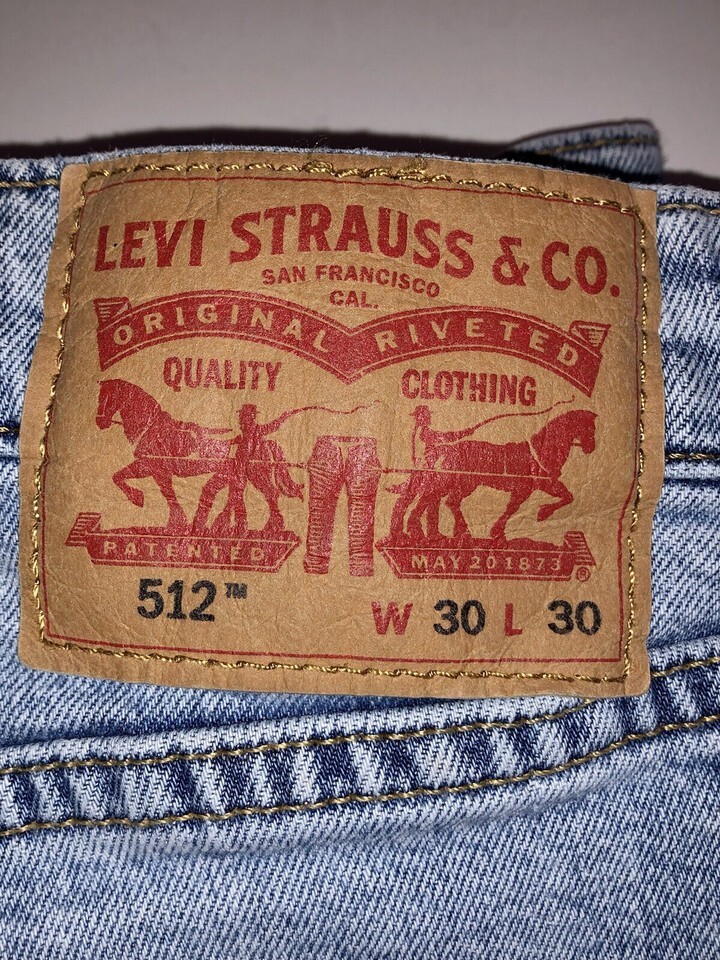 LEVI STRAUSS & CO.
SAN FRANCISCO
CAL.
ORIGINAL RIVETED
QUALITY CLOTHING
PATENTED MAY 20 1873 ®
512™ W 30 L 30